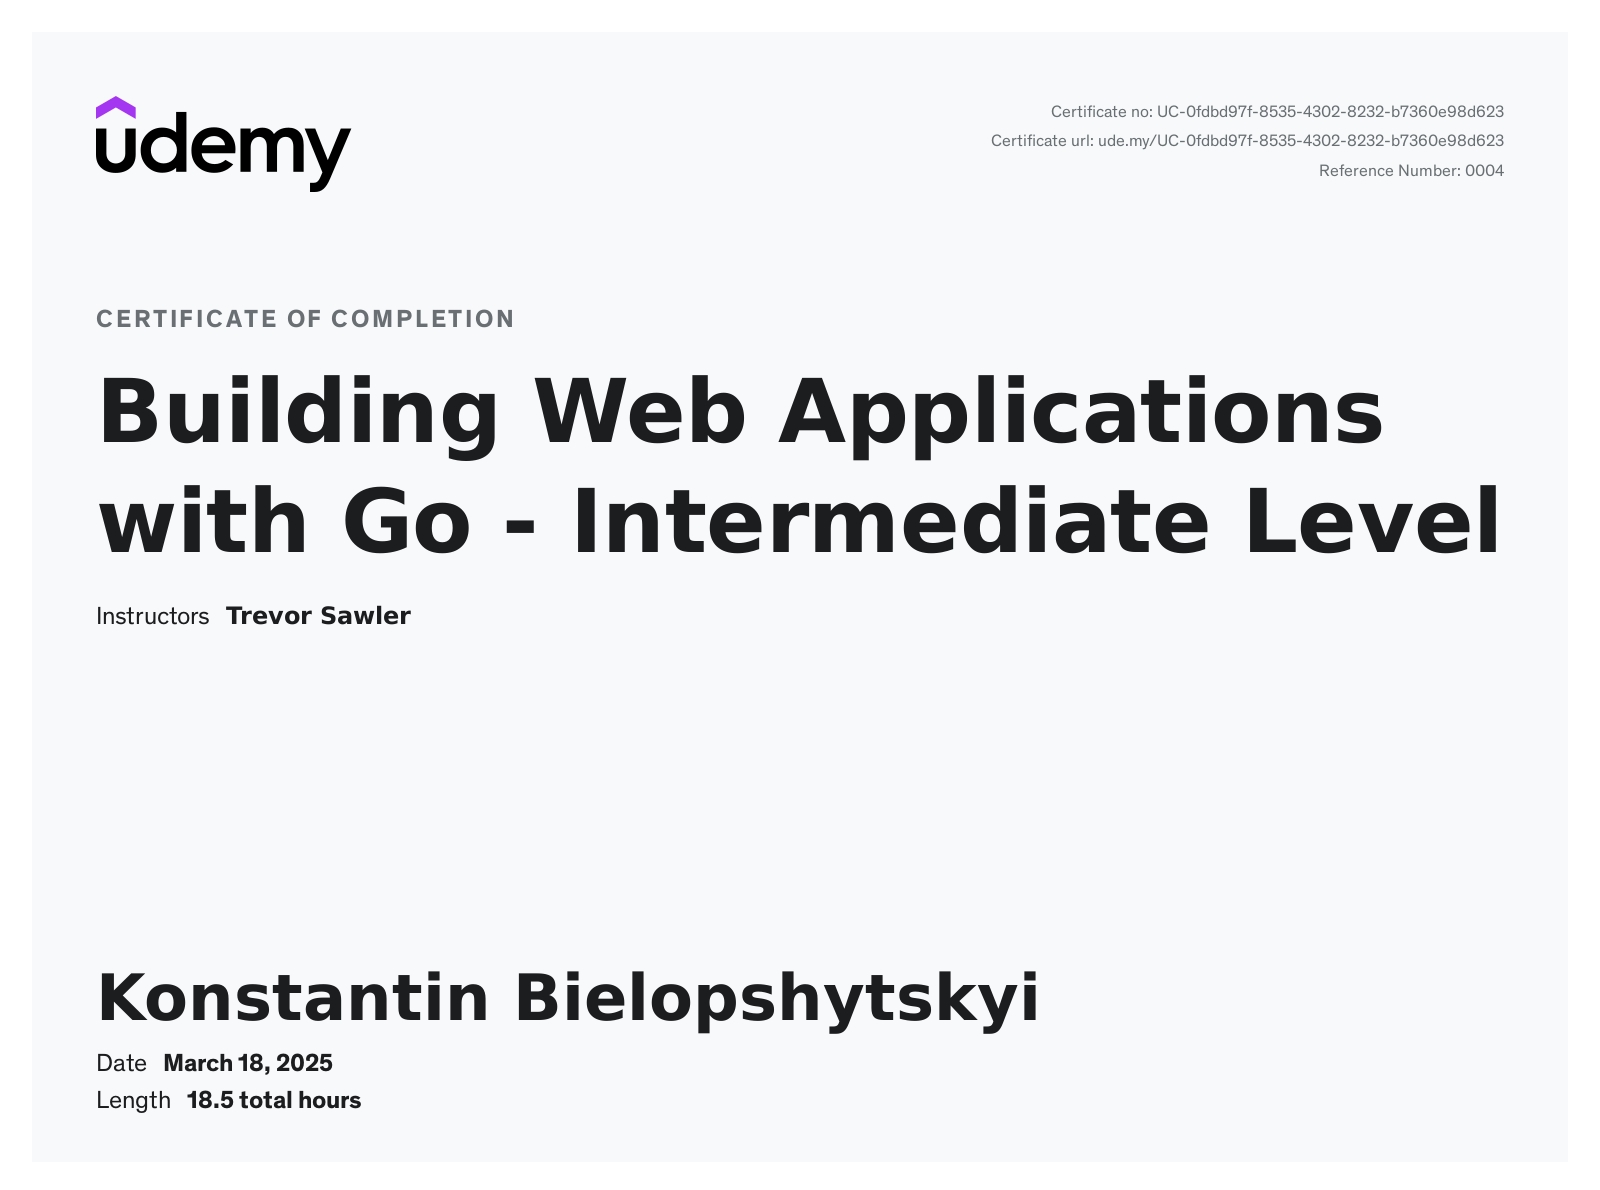 udemy
Certificate no: UC-0fdbd97f-8535-4302-8232-b7360e98d623
Certificate url: ude.my/UC-0fdbd97f-8535-4302-8232-b7360e98d623
Reference Number: 0004
CERTIFICATE OF COMPLETION
Building Web Applications
with Go - Intermediate Level
Instructors Trevor Sawler
Konstantin Bielopshytskyi
Date March 18, 2025
Length 18.5 total hours